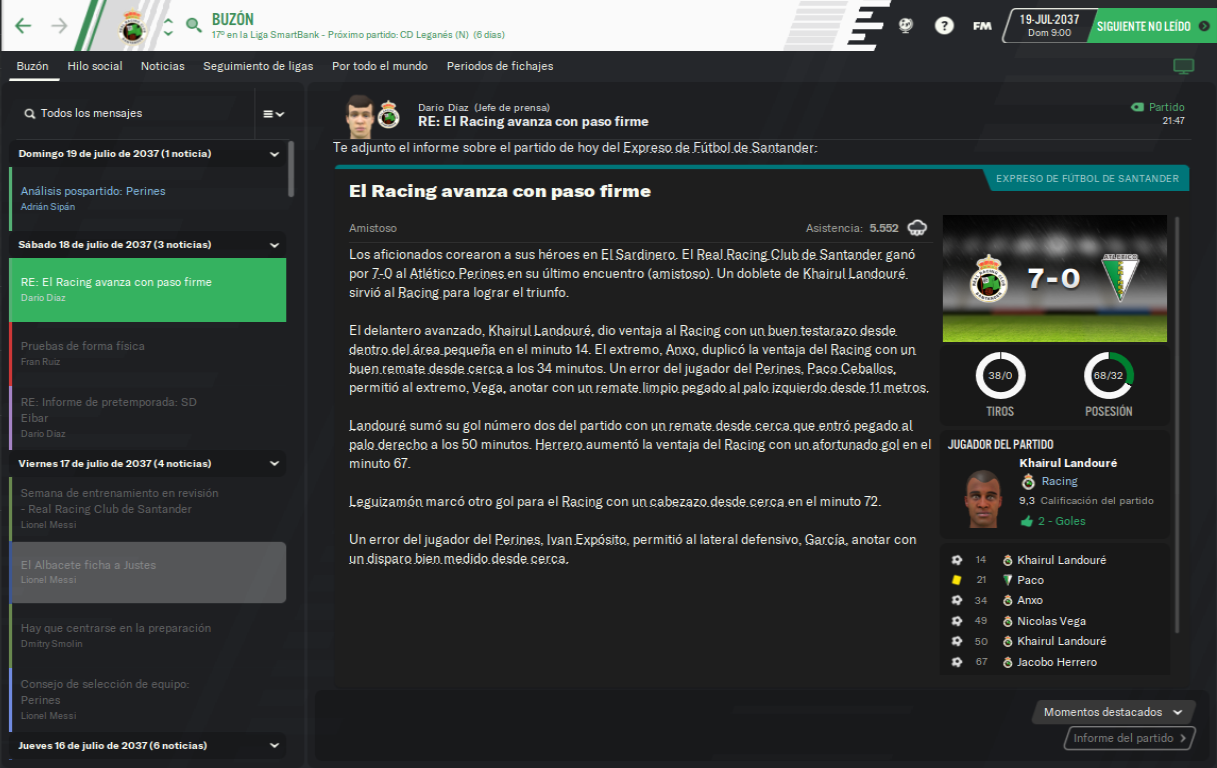 BUZÓN
17º en la Liga SmartBank - Próximo partido: CD Leganés (N) (6 días)
?
FM
19-JUL-2037
Dom 9:00
SIGUIENTE NO LEÍDO
Buzón
Hilo social
Noticias
Seguimiento de ligas
Por todo el mundo
Periodos de fichajes
Todos los mensajes
Domingo 19 de julio de 2037 (1 noticia)
Análisis pospartido: Perines
Adrián Sipán
Sábado 18 de julio de 2037 (3 noticias)
RE: El Racing avanza con paso firme
Darío Díaz
Pruebas de forma física
Fran Ruiz
RE: Informe de pretemporada: SD
Eibar
Darío Díaz
Viernes 17 de julio de 2037 (4 noticias)
Semana de entrenamiento en revisión
- Real Racing Club de Santander
Lionel Messi
El Albacete ficha a Justes
Lionel Messi
Hay que centrarse en la preparación
Dmitry Smolin
Consejo de selección de equipo:
Perines
Lionel Messi
Jueves 16 de julio de 2037 (6 noticias)
Darío Díaz (Jefe de prensa)
RE: El Racing avanza con paso firme
Partido
21:47
Te adjunto el informe sobre el partido de hoy del Expreso de Fútbol de Santander:
EXPRESO DE FÚTBOL DE SANTANDER
El Racing avanza con paso firme
Amistoso
Asistencia: 5.552
Los aficionados corearon a sus héroes en El Sardinero. El Real Racing Club de Santander ganó
por 7-0 al Atlético Perines en su último encuentro (amistoso). Un doblete de Khairul Landouré
sirvió al Racing para lograr el triunfo.
El delantero avanzado, Khairul Landouré, dio ventaja al Racing con un buen testarazo desde
dentro del área pequeña en el minuto 14. El extremo, Anxo, duplicó la ventaja del Racing con un
buen remate desde cerca a los 34 minutos. Un error del jugador del Perines, Paco Ceballos,
permitió al extremo, Vega, anotar con un remate limpio pegado al palo izquierdo desde 11 metros.
Landouré sumó su gol número dos del partido con un remate desde cerca que entró pegado al
palo derecho a los 50 minutos. Herrero aumentó la ventaja del Racing con un afortunado gol en el
minuto 67.
Leguizamón marcó otro gol para el Racing con un cabezazo desde cerca en el minuto 72.
Un error del jugador del Perines, Ivan Expósito, permitió al lateral defensivo, García, anotar con
un disparo bien medido desde cerca.
7-0
ATLETICO
38/0
TIROS
68/32
POSESIÓN
JUGADOR DEL PARTIDO
Khairul Landouré
Racing
9,3 Calificación del partido
2 - Goles
14 Khairul Landouré
21 Paco
34 Anxo
49 Nicolas Vega
50 Khairul Landouré
67 Jacobo Herrero
Momentos destacados
Informe del partido